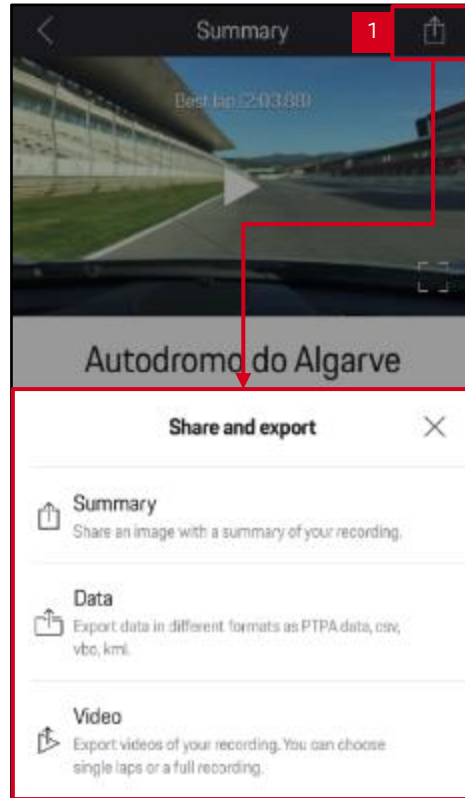 Summary
1
Best lap (2:03.88)
Autodromo do Algarve
Share and export
Summary
Share an image with a summary of your recording.
Data
Export data in different formats as PTPA data, csv,
vbo, kml.
Video
Export videos of your recording. You can choose
single laps or a full recording.